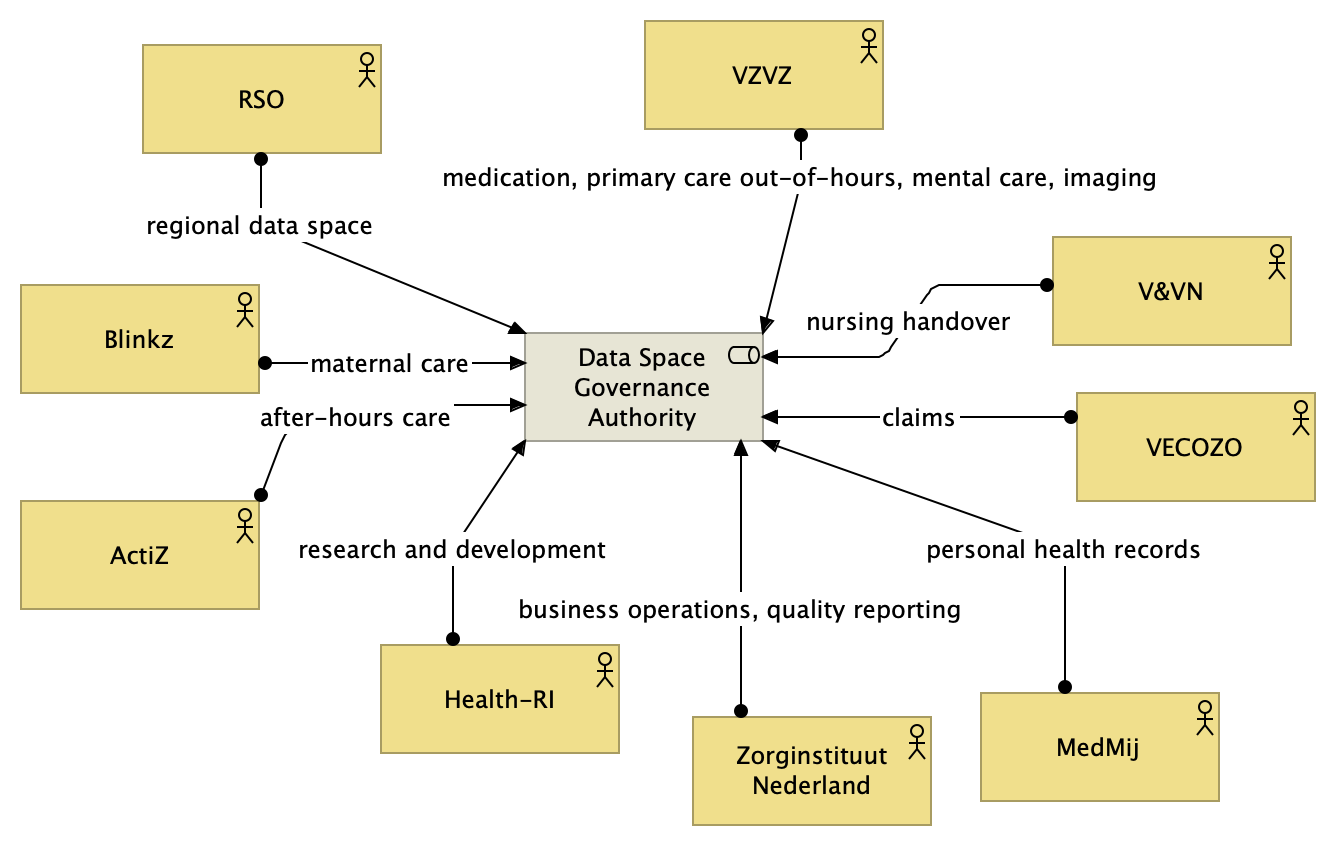 VZVZ
RSO
medication, primary care out-of-hours, mental care, imaging
regional data space
V&VN
nursing handover
Blinkz
maternal care
Data Space
Governance
Authority
after-hours care
claims
VECOZO
ActiZ
research and development
personal health records
business operations, quality reporting
Health-RI
Zorginstituut
Nederland
MedMij